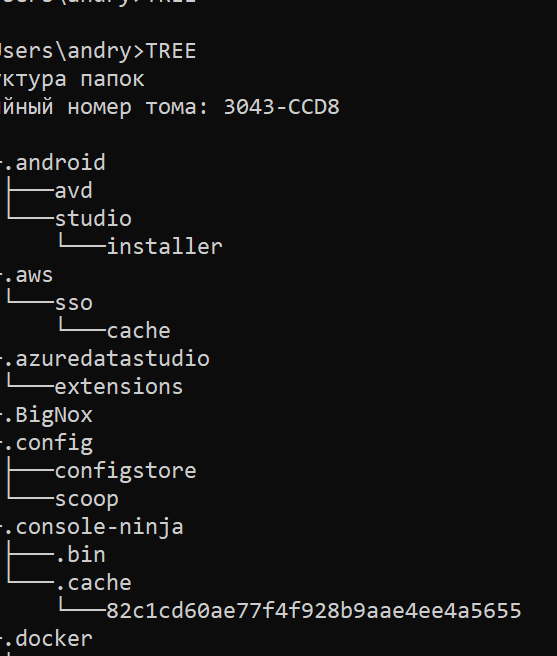 Users\andry>TREE
уктура папок
йный номер тома: 3043-CCD8
.android
├───avd
└───studio
    └───installer
.aws
└───sso
    └───cache
.azuredatastudio
└───extensions
.BigNox
.config
├───configstore
└───scoop
.console-ninja
├───.bin
└───.cache
    └───82c1cd60ae77f4f928b9aae4ee4a5655
.docker